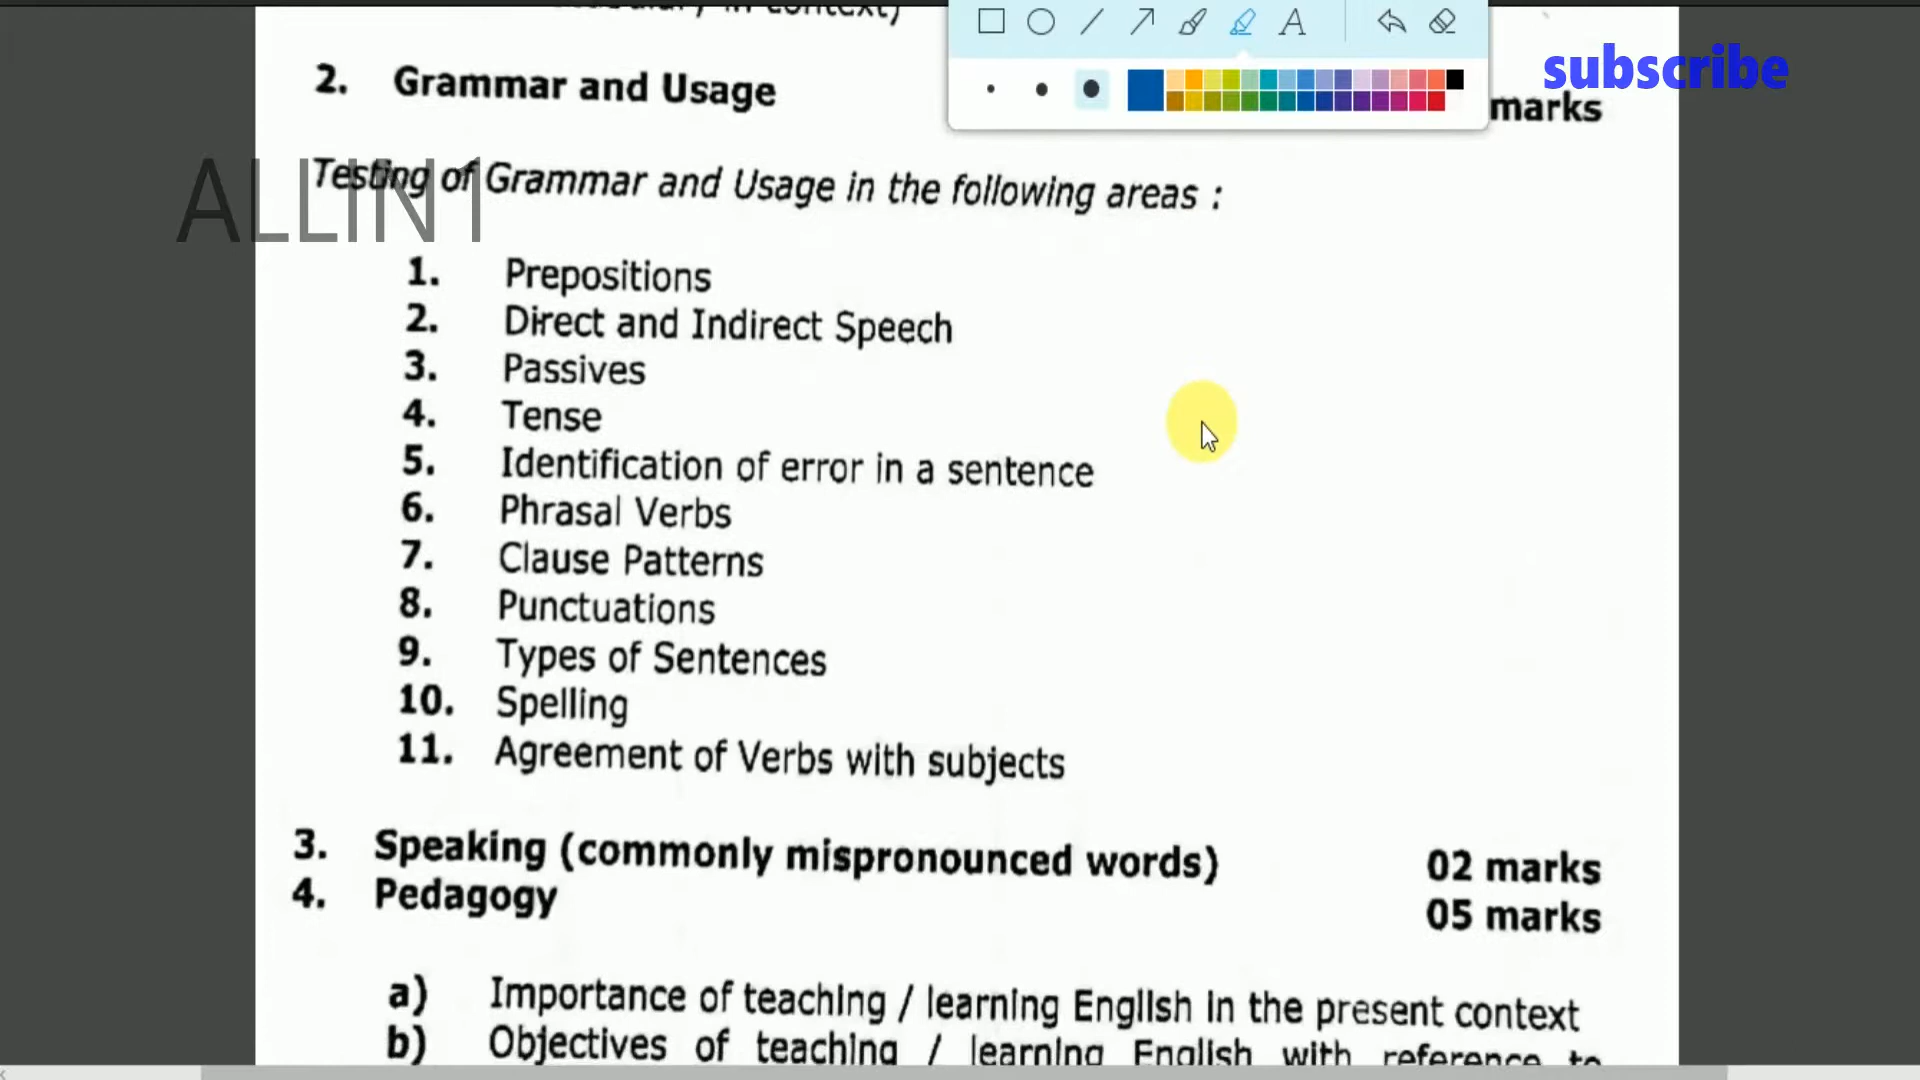 in context)
2. Grammar and Usage marks
subscribe
Testing of Grammar and Usage in the following areas :
ALLIN1
1. Prepositions
2. Direct and Indirect Speech
3. Passives
4. Tense
5. Identification of error in a sentence
6. Phrasal Verbs
7. Clause Patterns
8. Punctuations
9. Types of Sentences
10. Spelling
11. Agreement of Verbs with subjects
3. Speaking (commonly mispronounced words) 02 marks
4. Pedagogy 05 marks
a) Importance of teaching / learning English in the present context
b) Objectives of teaching / learning English with reference to